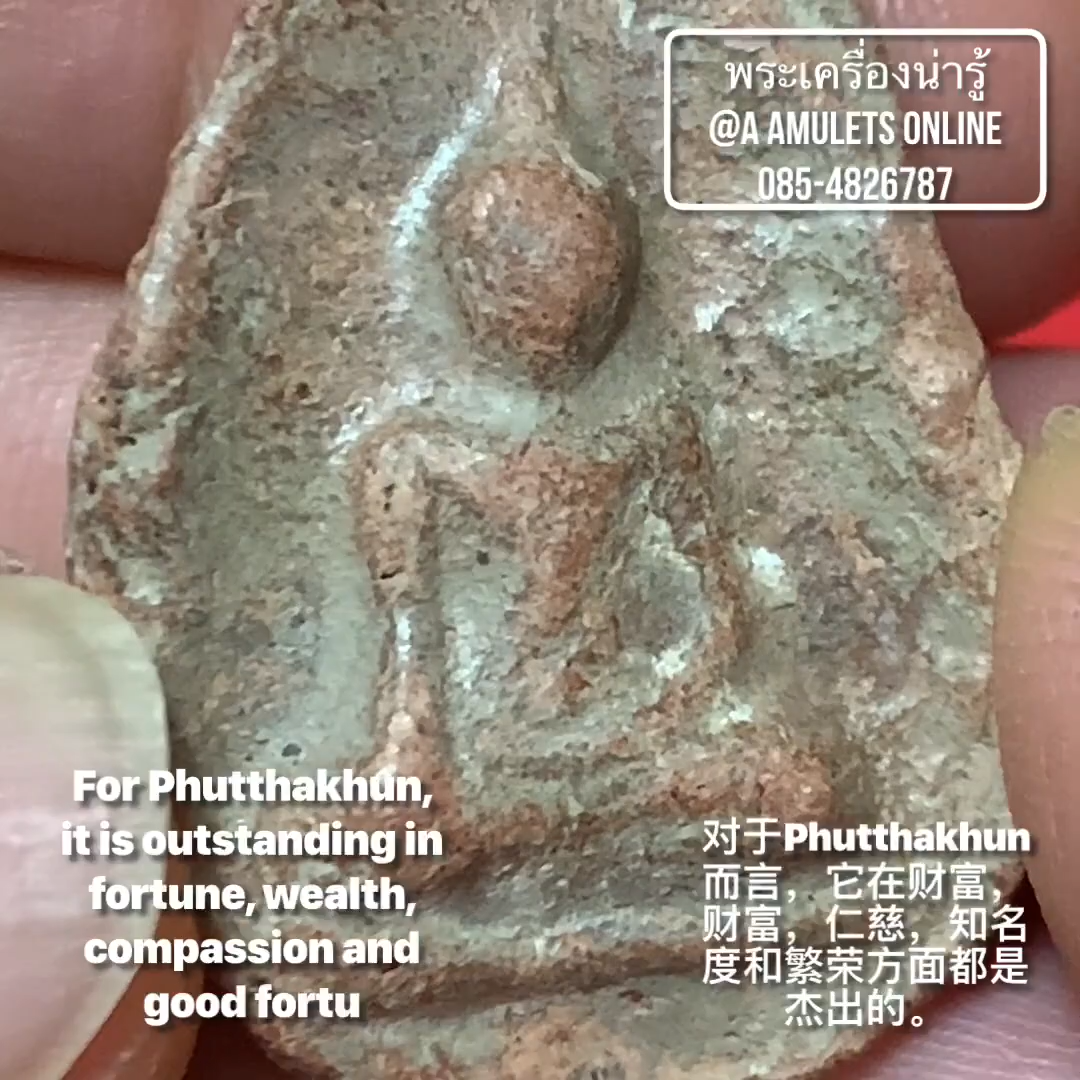 พระเครื่องน่ารู้
@A AMULETS ONLINE
085-4826787
For Phutthakhun,
it is outstanding in
fortune, wealth,
compassion and
good fortu
对于Phutthakhun
而言，它在财富，
财富，仁慈，知名
度和繁荣方面都是
杰出的。